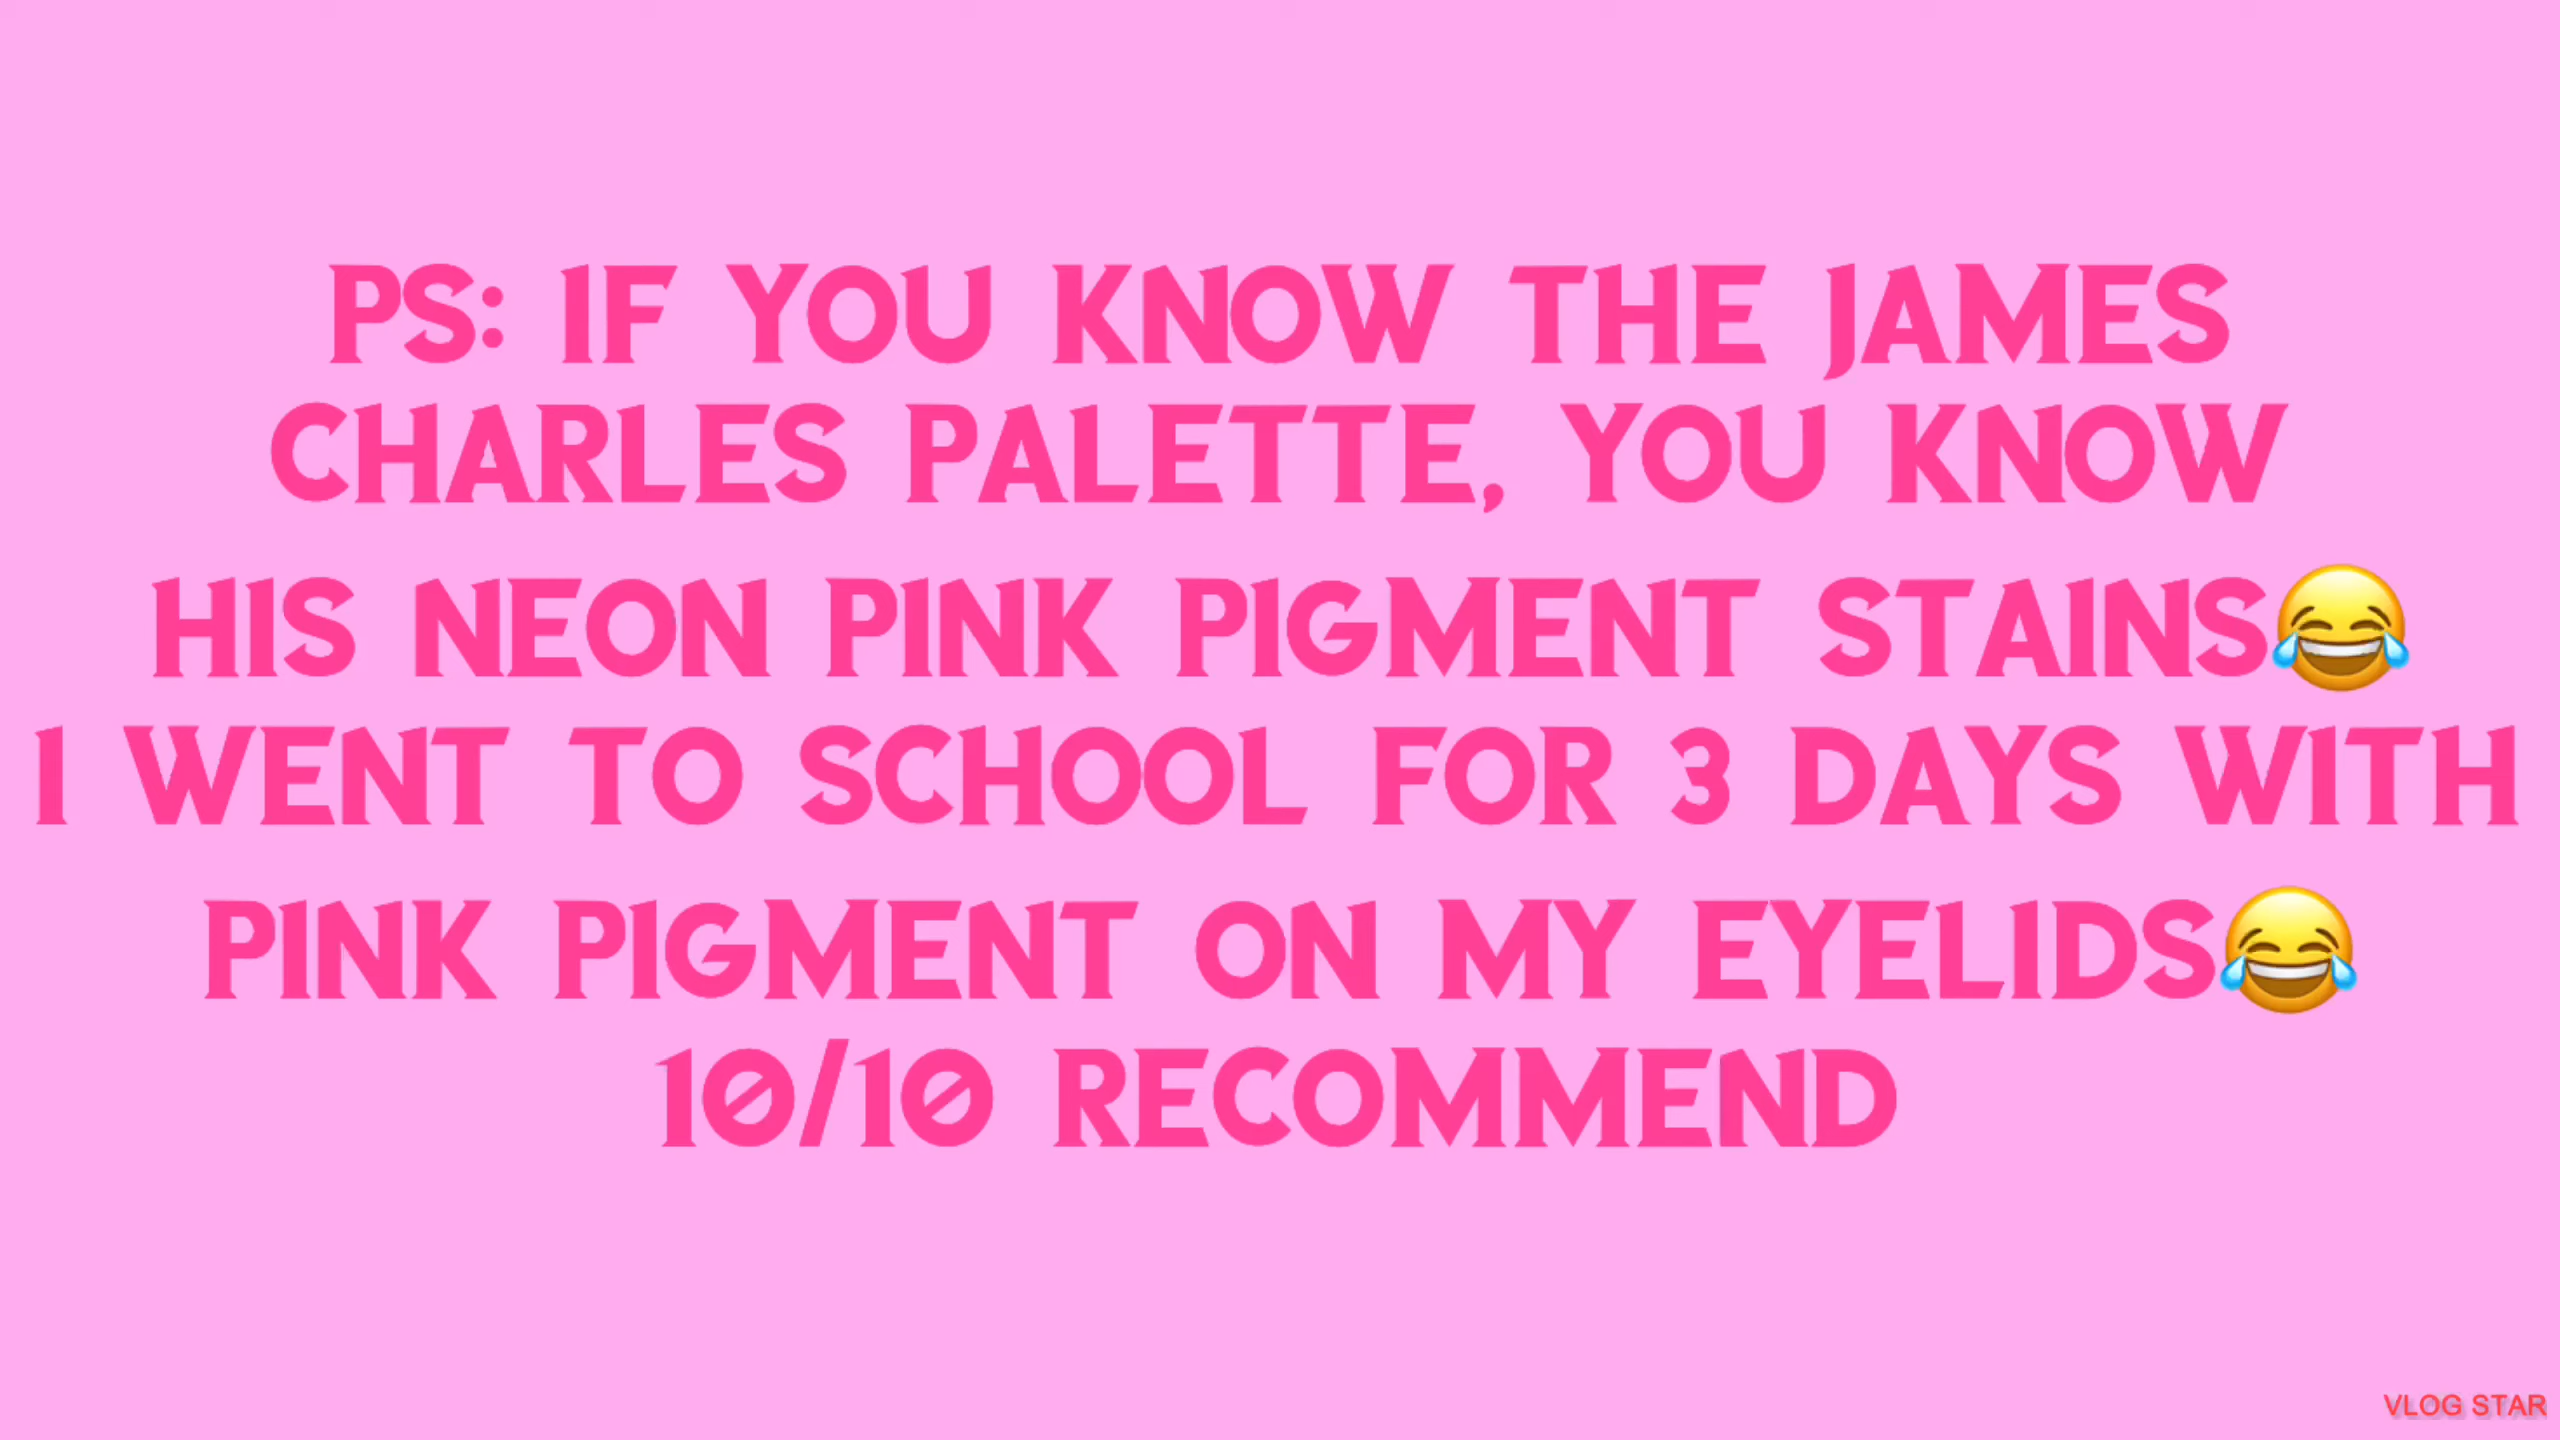 PS: IF YOU KNOW THE JAMES
CHARLES PALETTE, YOU KNOW
HIS NEON PINK PIGMENT STAINS😂
I WENT TO SCHOOL FOR 3 DAYS WITH
PINK PIGMENT ON MY EYELIDS😂
10/10 RECOMMEND
VLOG STAR